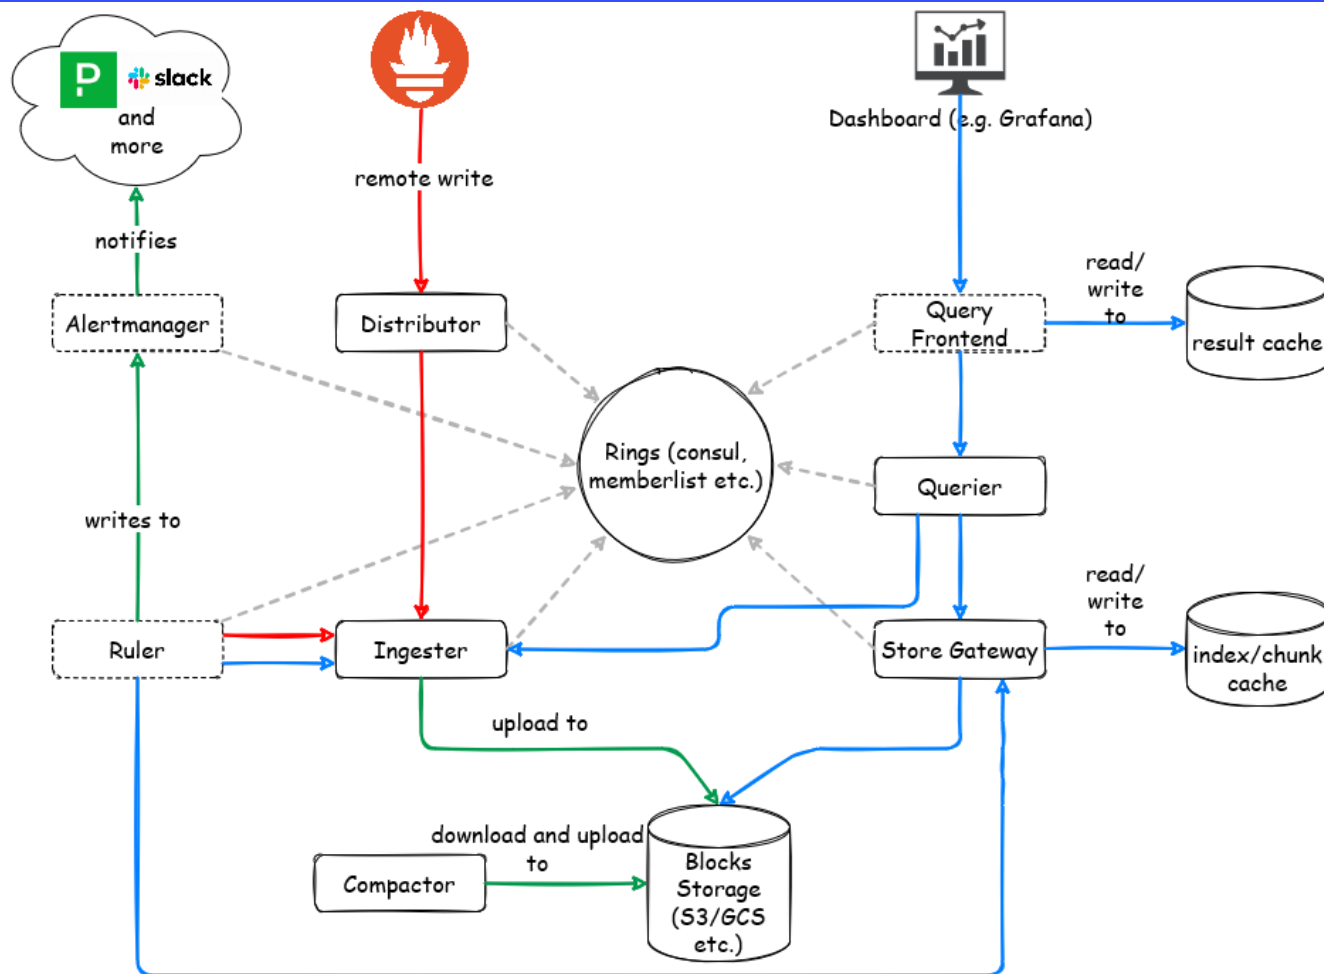 P
slack
and
more
Dashboard (e.g. Grafana)
remote write
notifies
read/
write
to
Alertmanager
Distributor
Query
Frontend
result cache
Rings (consul,
memberlist etc.)
Querier
writes to
read/
write
to
Ruler
Ingester
Store Gateway
index/chunk
cache
upload to
download and upload
to
Compactor
Blocks
Storage
(S3/GCS
etc.)